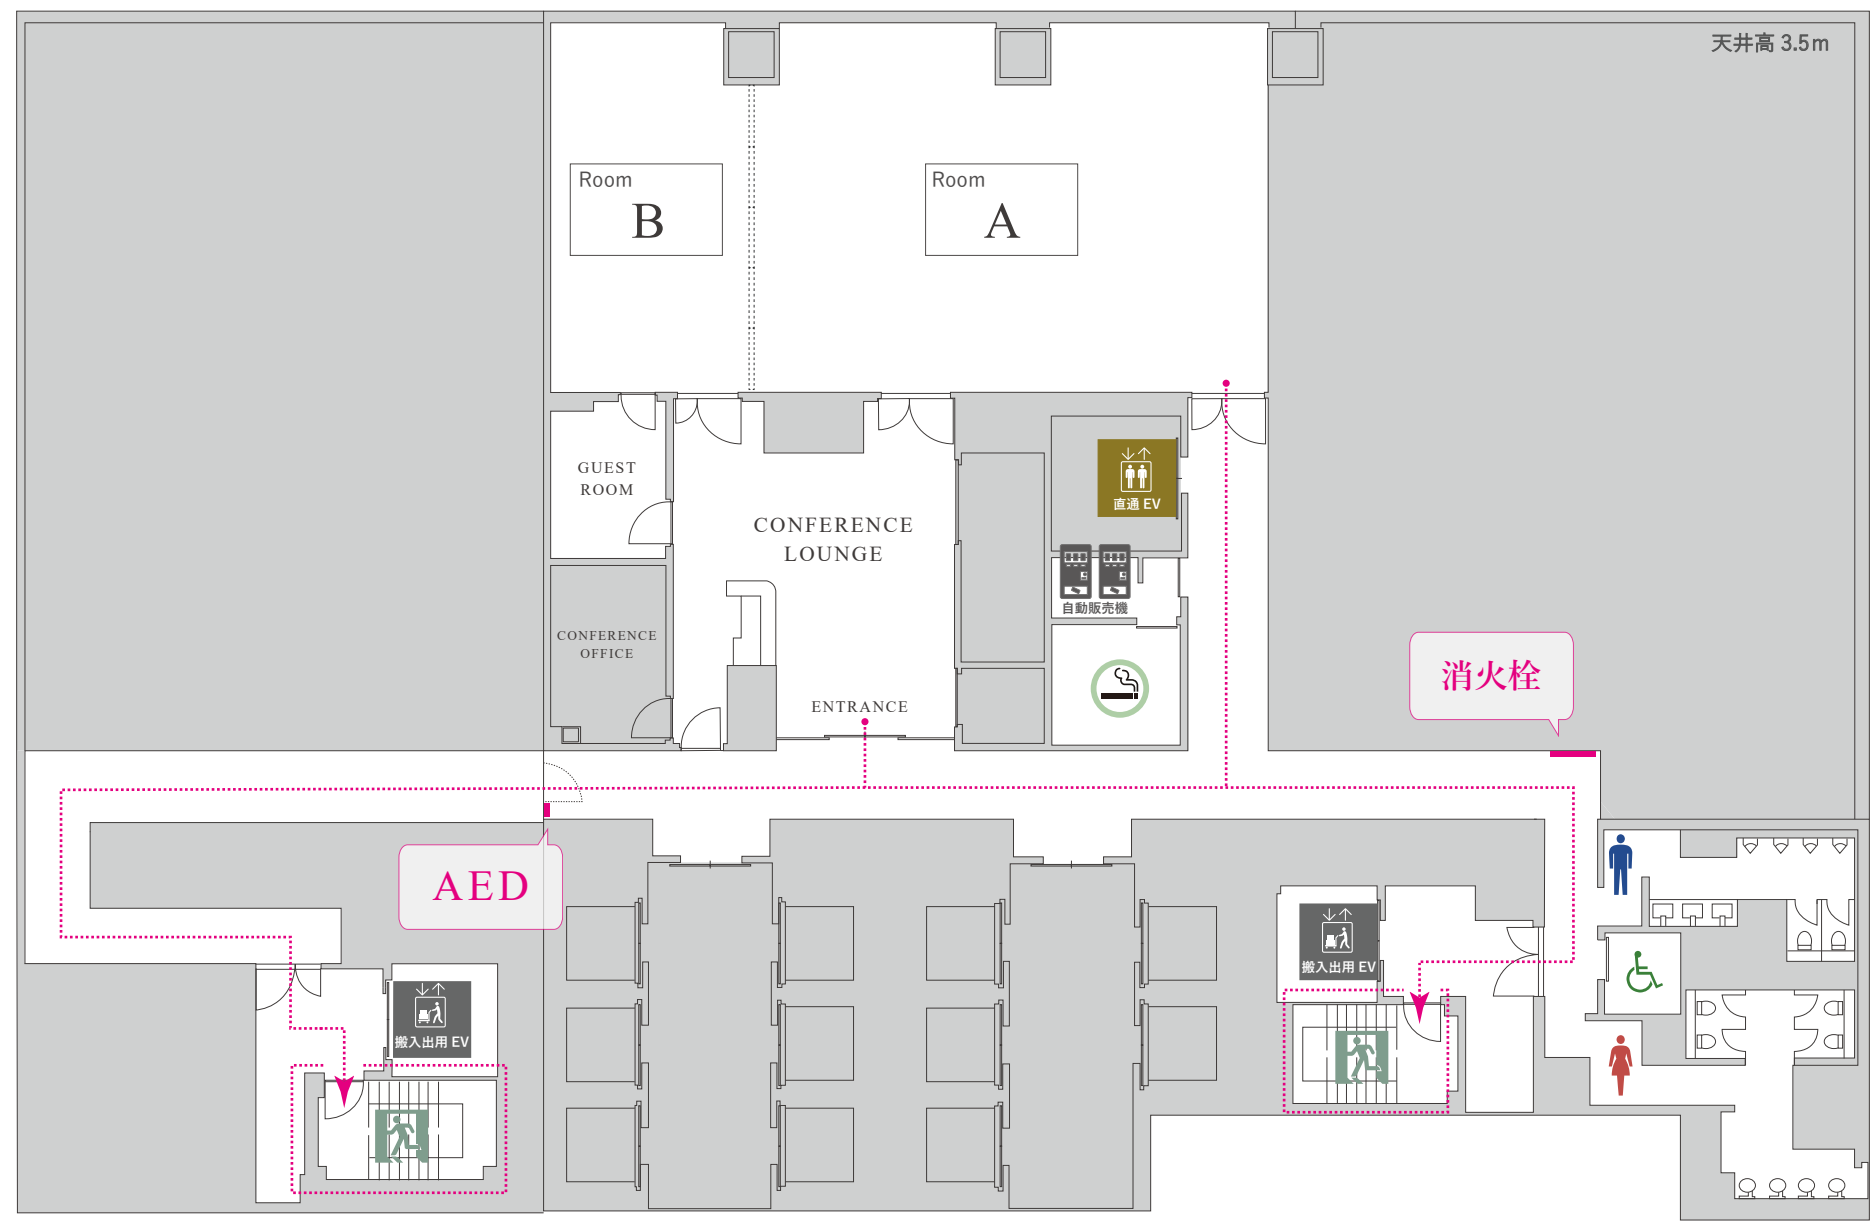 天井高 3.5m
Room
B
Room
A
GUEST
ROOM
CONFERENCE
LOUNGE
直通 EV
自動販売機
CONFERENCE
OFFICE
ENTRANCE
消火栓
AED
搬入出用 EV
搬入出用 EV